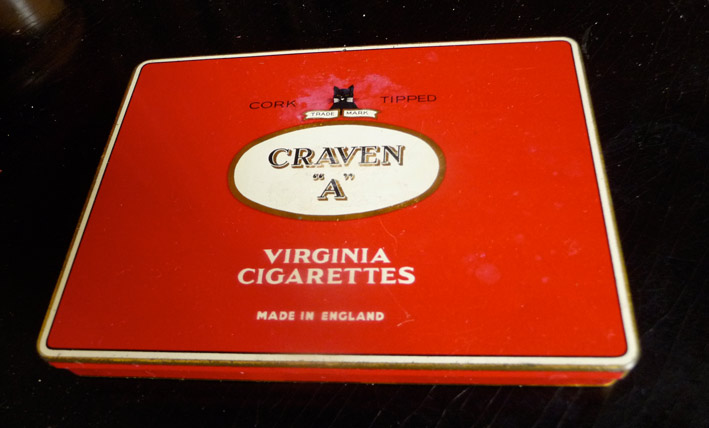 CORK TIPPED
TRADE MARK
CRAVEN
"A"
VIRGINIA
CIGARETTES
MADE IN ENGLAND